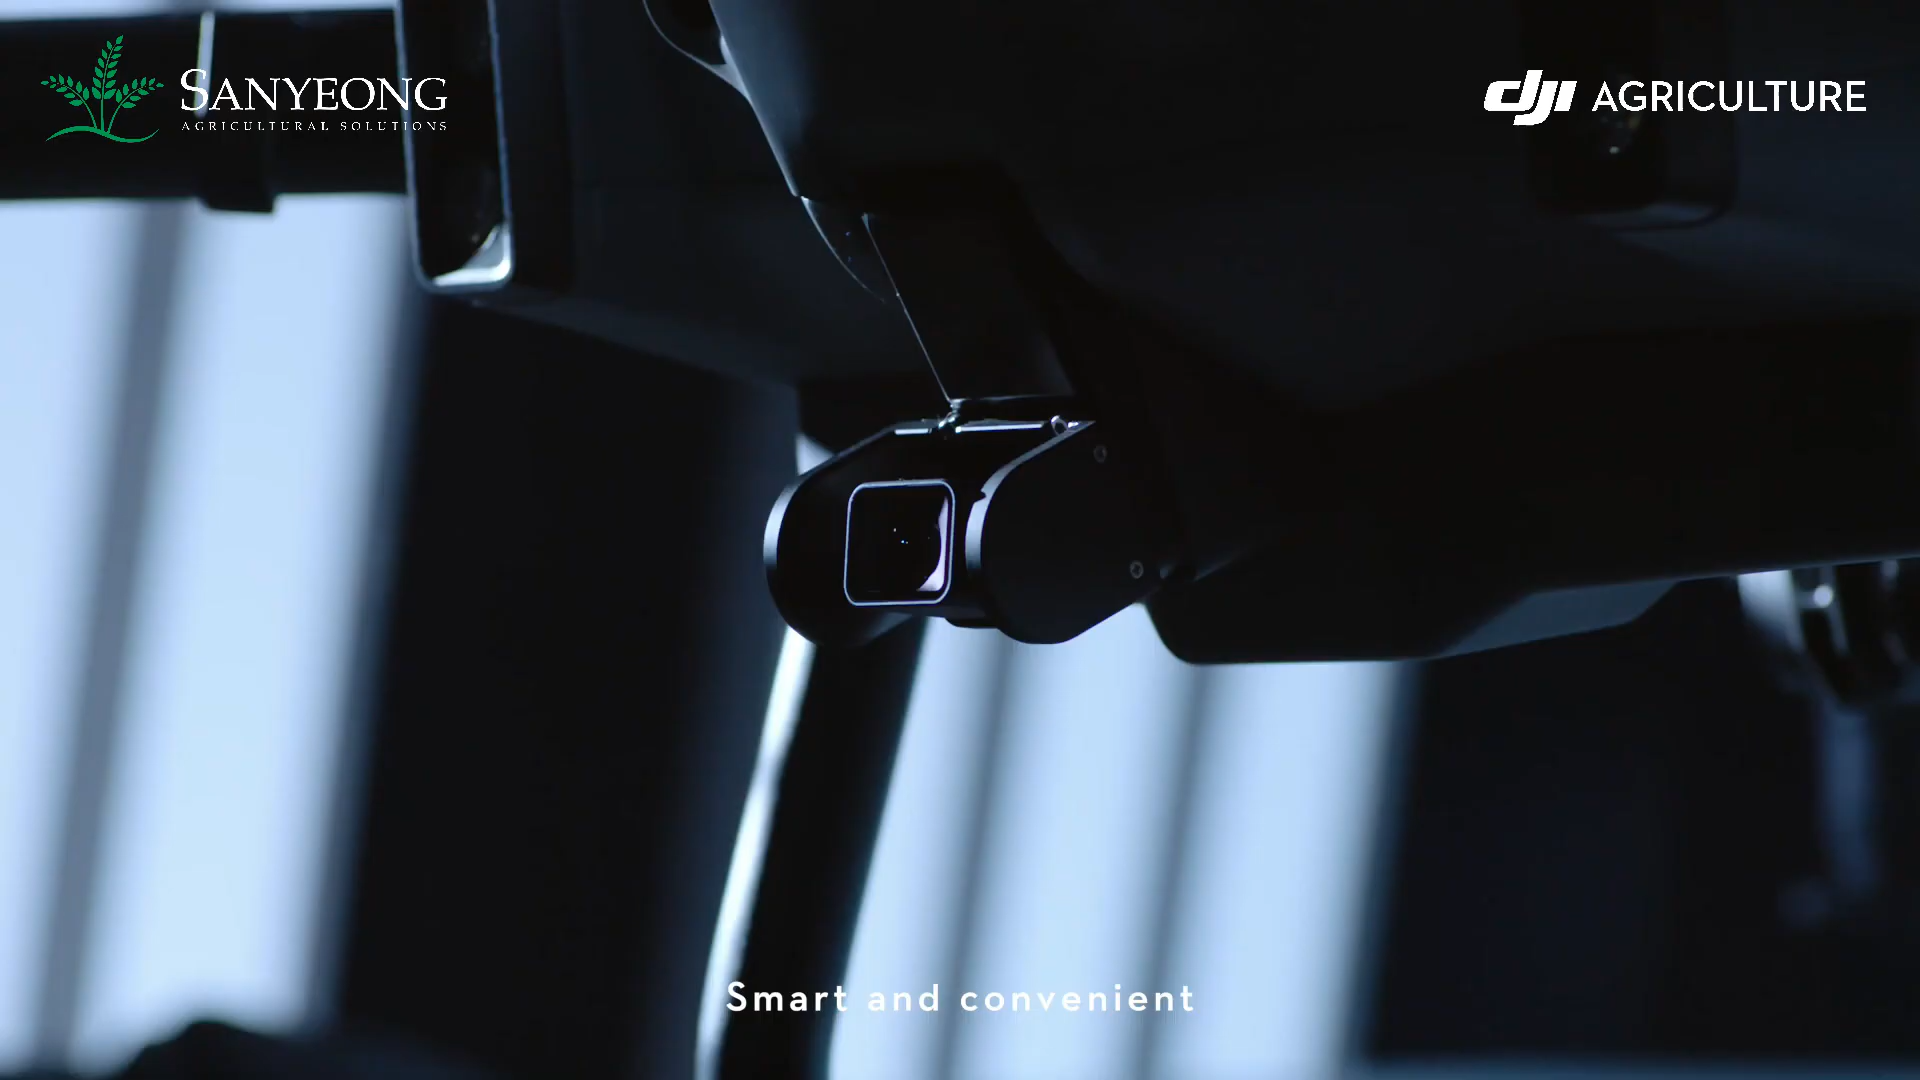 SANYEONG
AGRICULTURAL SOLUTIONS
dji AGRICULTURE
Smart and convenient